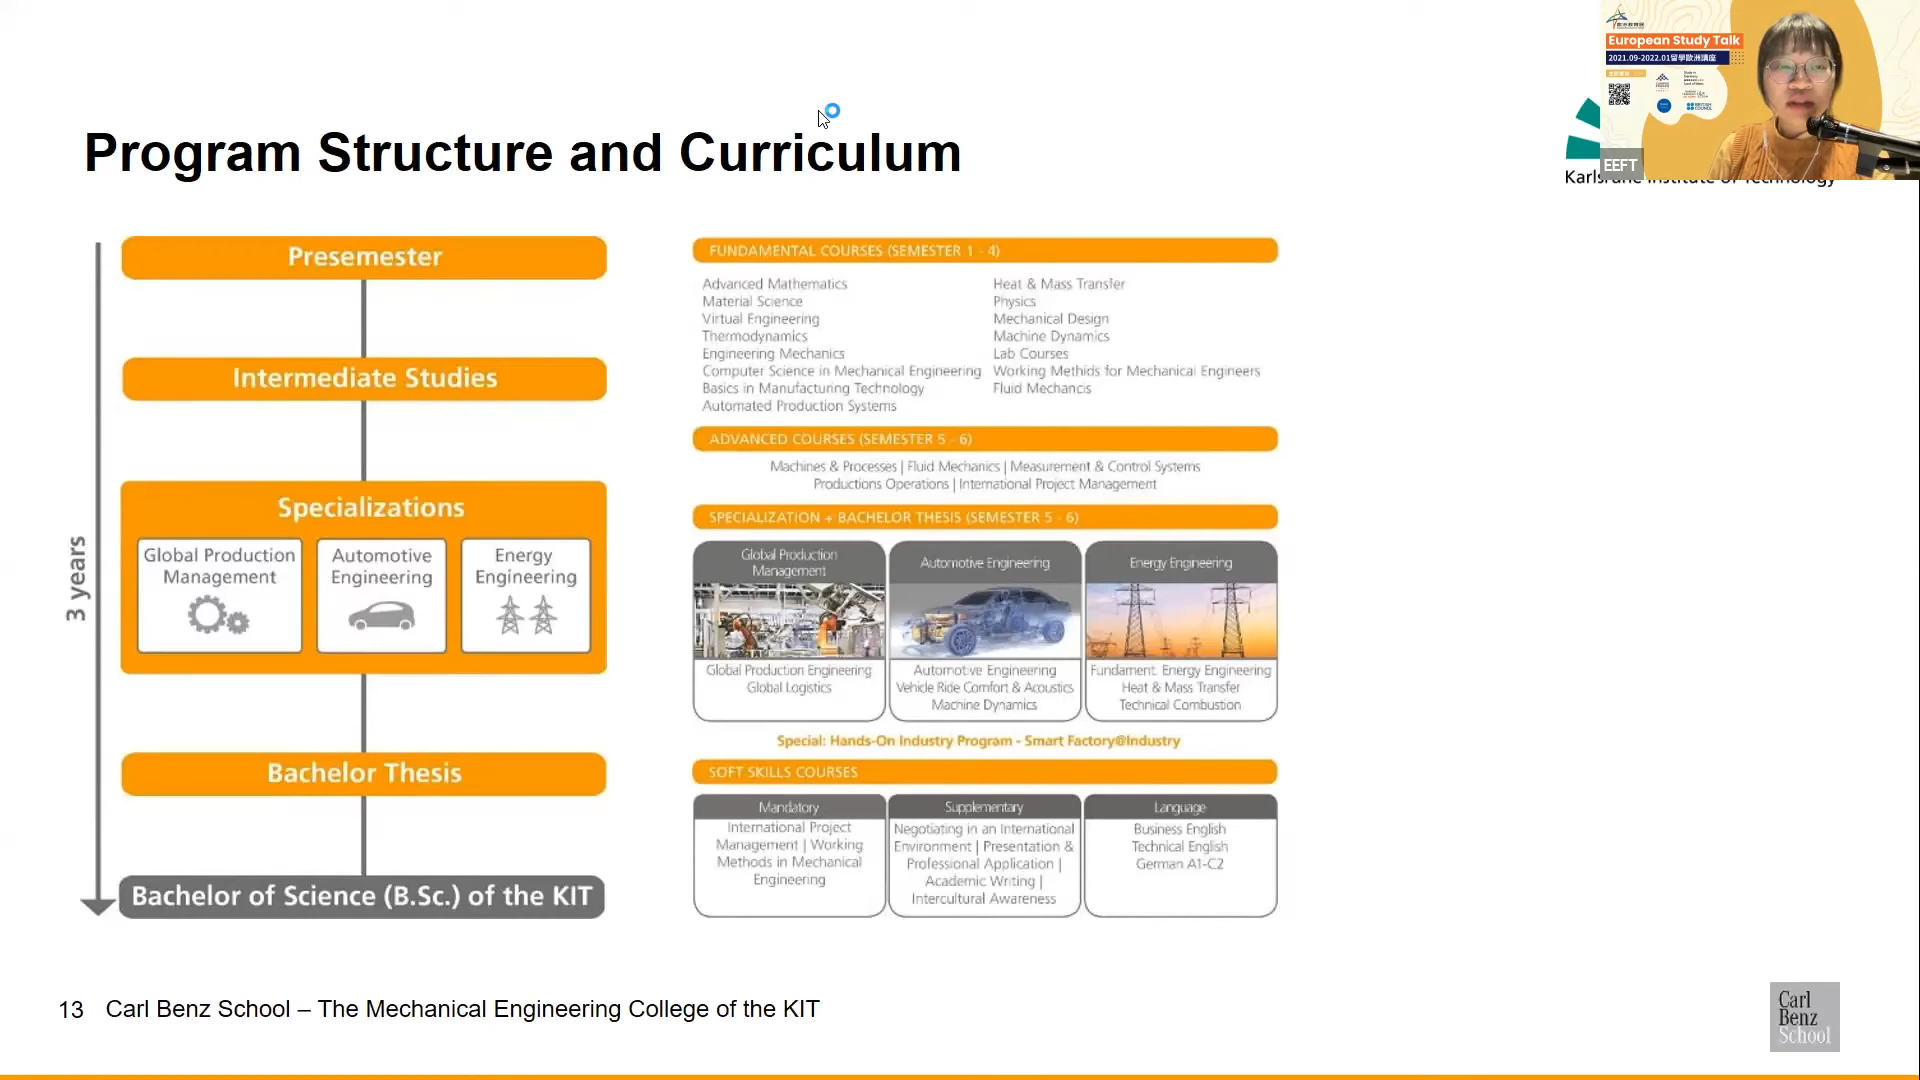 European Study Talk
2021.09-2022.01留學歐洲講座
EEFT
Program Structure and Curriculum
3 years
Presemester
Intermediate Studies
Specializations
Global Production
Management
Automotive
Engineering
Energy
Engineering
Bachelor Thesis
Bachelor of Science (B.Sc.) of the KIT
FUNDAMENTAL COURSES (SEMESTER 1 - 4)
Advanced Mathematics
Material Science
Virtual Engineering
Thermodynamics
Engineering Mechanics
Computer Science in Mechanical Engineering
Basics in Manufacturing Technology
Automated Production Systems
Heat & Mass Transfer
Physics
Mechanical Design
Machine Dynamics
Lab Courses
Working Methids for Mechanical Engineers
Fluid Mechancis
ADVANCED COURSES (SEMESTER 5 - 6)
Machines & Processes | Fluid Mechanics | Measurement & Control Systems
Productions Operations | International Project Management
SPECIALIZATION + BACHELOR THESIS (SEMESTER 5 - 6)
Global Production
Management
Global Production Engineering
Global Logistics
Automotive Engineering
Automotive Engineering
Vehicle Ride Comfort & Acoustics
Machine Dynamics
Energy Engineering
Fundament. Energy Engineering
Heat & Mass Transfer
Technical Combustion
Special: Hands-On Industry Program - Smart Factory@Industry
SOFT SKILLS COURSES
Mandatory
International Project
Management | Working
Methods in Mechanical
Engineering
Supplementary
Negotiating in an International
Environment | Presentation &
Professional Application |
Academic Writing |
Intercultural Awareness
Language
Business English
Technical English
German A1-C2
13 Carl Benz School – The Mechanical Engineering College of the KIT
Carl
Benz
School